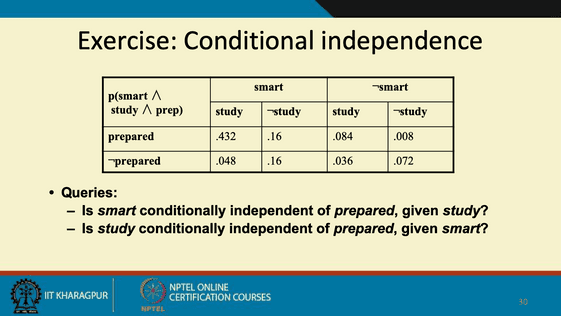 Exercise: Conditional independence
p(smart ∧
study ∧ prep)
smart
¬smart
study
¬study
study
¬study
prepared
.432
.16
.084
.008
¬prepared
.048
.16
.036
.072
• Queries:
– Is smart conditionally independent of prepared, given study?
– Is study conditionally independent of prepared, given smart?
IIT KHARAGPUR
NPTEL
NPTEL ONLINE
CERTIFICATION COURSES
30